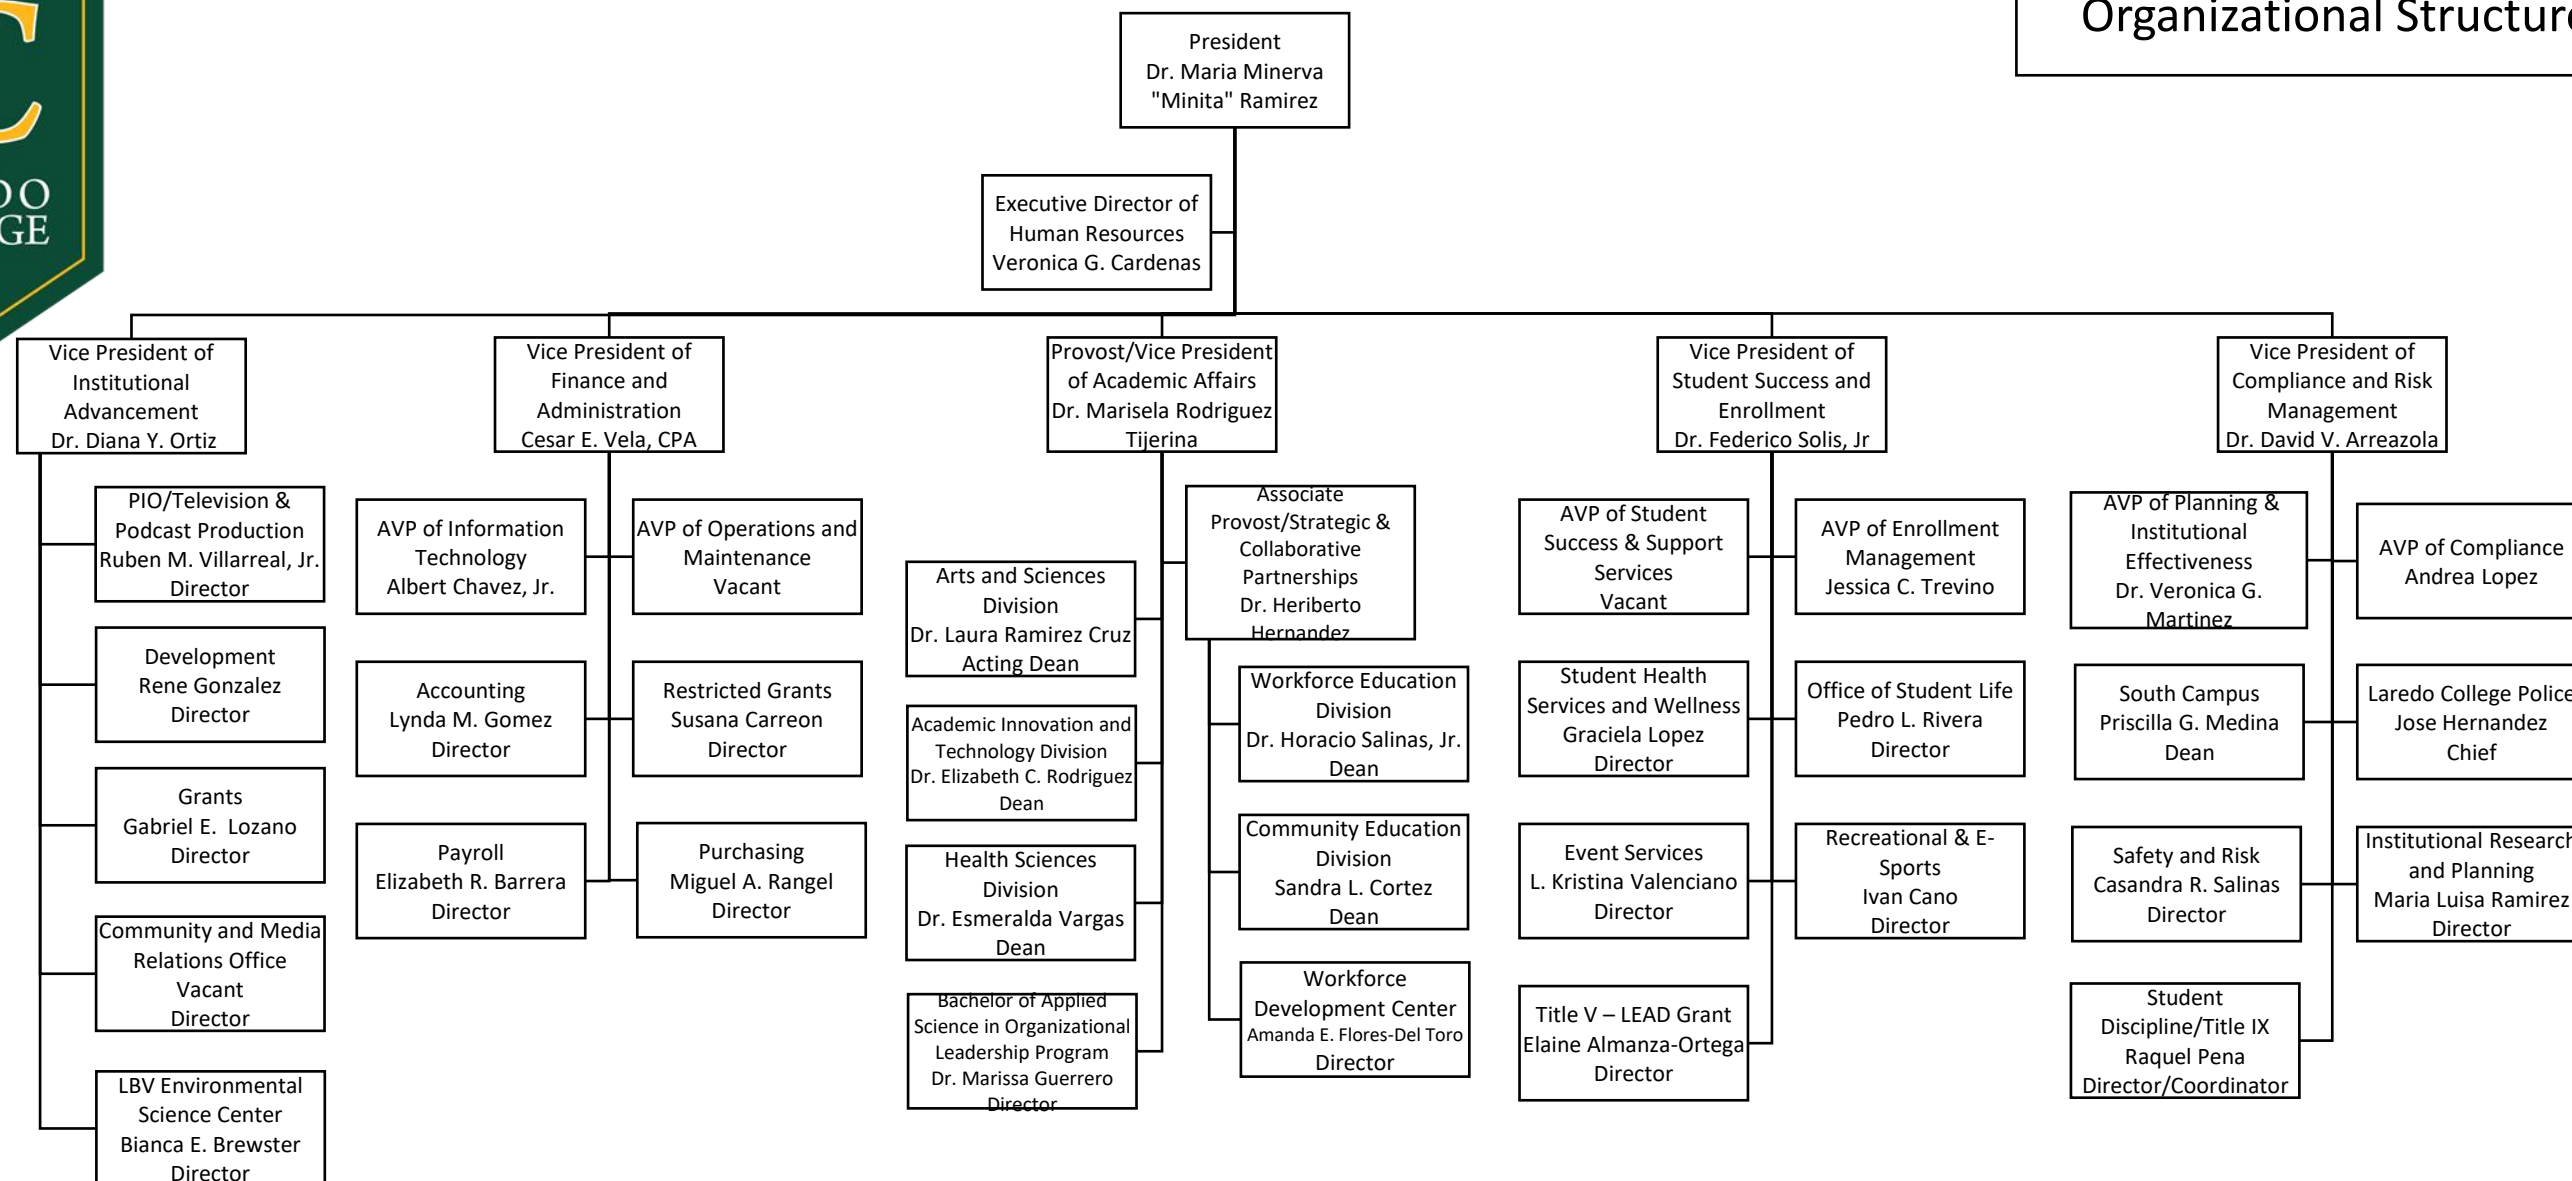 Organizational Structure
C
GE
President
Dr. Maria Minerva
"Minita" Ramirez
Executive Director of
Human Resources
Veronica G. Cardenas
Vice President of
Institutional
Advancement
Dr. Diana Y. Ortiz
PIO/Television &
Podcast Production
Ruben M. Villarreal, Jr.
Director
Development
Rene Gonzalez
Director
Grants
Gabriel E. Lozano
Director
Community and Media
Relations Office
Vacant
Director
LBV Environmental
Science Center
Bianca E. Brewster
Director
Vice President of
Finance and
Administration
Cesar E. Vela, CPA
AVP of Information
Technology
Albert Chavez, Jr.
AVP of Operations and
Maintenance
Vacant
Accounting
Lynda M. Gomez
Director
Restricted Grants
Susana Carreon
Director
Payroll
Elizabeth R. Barrera
Director
Purchasing
Miguel A. Rangel
Director
Provost/Vice President
of Academic Affairs
Dr. Marisela Rodriguez
Tijerina
Associate
Provost/Strategic &
Collaborative
Partnerships
Dr. Heriberto
Hernandez
Arts and Sciences
Division
Dr. Laura Ramirez Cruz
Acting Dean
Academic Innovation and
Technology Division
Dr. Elizabeth C. Rodriguez
Dean
Health Sciences
Division
Dr. Esmeralda Vargas
Dean
Bachelor of Applied
Science in Organizational
Leadership Program
Dr. Marissa Guerrero
Director
Workforce Education
Division
Dr. Horacio Salinas, Jr.
Dean
Community Education
Division
Sandra L. Cortez
Dean
Workforce
Development Center
Amanda E. Flores-Del Toro
Director
Vice President of
Student Success and
Enrollment
Dr. Federico Solis, Jr
AVP of Student
Success & Support
Services
Vacant
AVP of Enrollment
Management
Jessica C. Trevino
Student Health
Services and Wellness
Graciela Lopez
Director
Office of Student Life
Pedro L. Rivera
Director
Event Services
L. Kristina Valenciano
Director
Recreational & E-
Sports
Ivan Cano
Director
Title V – LEAD Grant
Elaine Almanza-Ortega
Director
Vice President of
Compliance and Risk
Management
Dr. David V. Arreazola
AVP of Planning &
Institutional
Effectiveness
Dr. Veronica G.
Martinez
AVP of Compliance
Andrea Lopez
South Campus
Priscilla G. Medina
Dean
Laredo College Police
Jose Hernandez
Chief
Safety and Risk
Casandra R. Salinas
Director
Institutional Research
and Planning
Maria Luisa Ramirez
Director
Student
Discipline/Title IX
Raquel Pena
Director/Coordinator